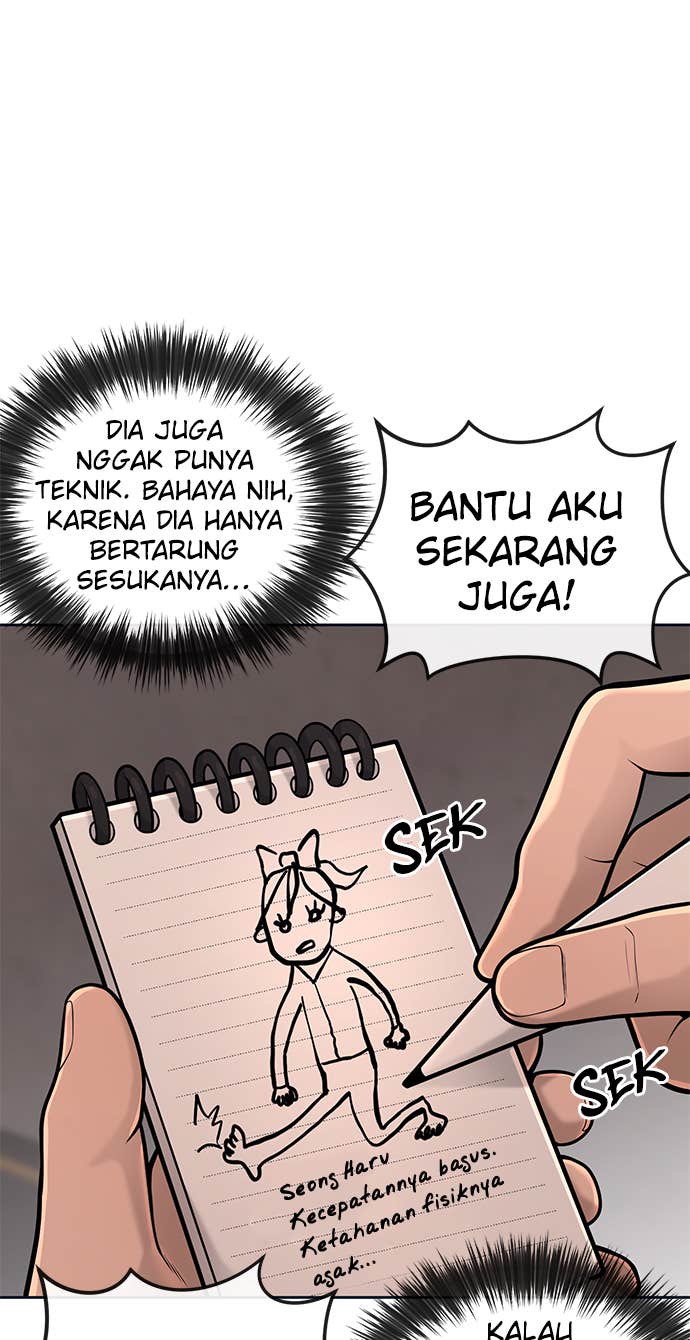 DIA JUGA
NGGAK PUNYA
TEKNIK. BAHAYA NIH,
KARENA DIA HANYA
BERTARUNG
SESUKANYA...
BANTU AKU
SEKARANG
JUGA!
SEK
SEK
Seong Haru
Kecepatannya bagus.
Ketahanan fisiknya
agak...
KALAU